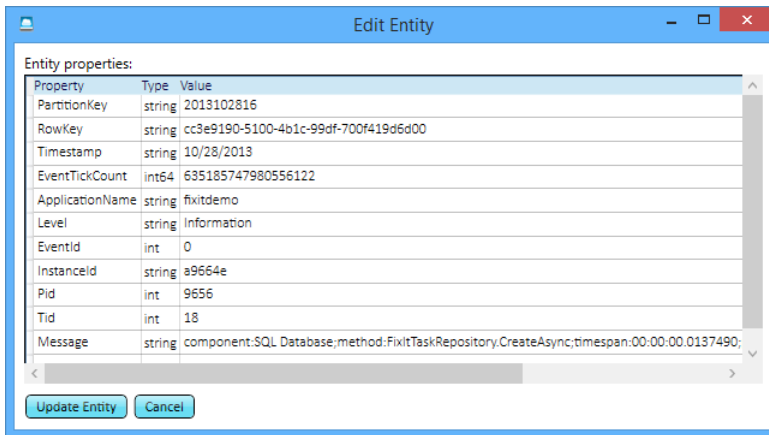 Edit Entity
Entity properties:
Property Type Value
PartitionKey string 2013102816
RowKey string cc3e9190-5100-4b1c-99df-700f419d6d00
Timestamp string 10/28/2013
EventTickCount int64 635185747980556122
ApplicationName string fixitdemo
Level string Information
EventId int 0
InstanceId string a9664e
Pid int 9656
Tid int 18
Message string component:SQL Database;method:FixItTaskRepository.CreateAsync;timespan:00:00:00.0137490;
Update Entity Cancel